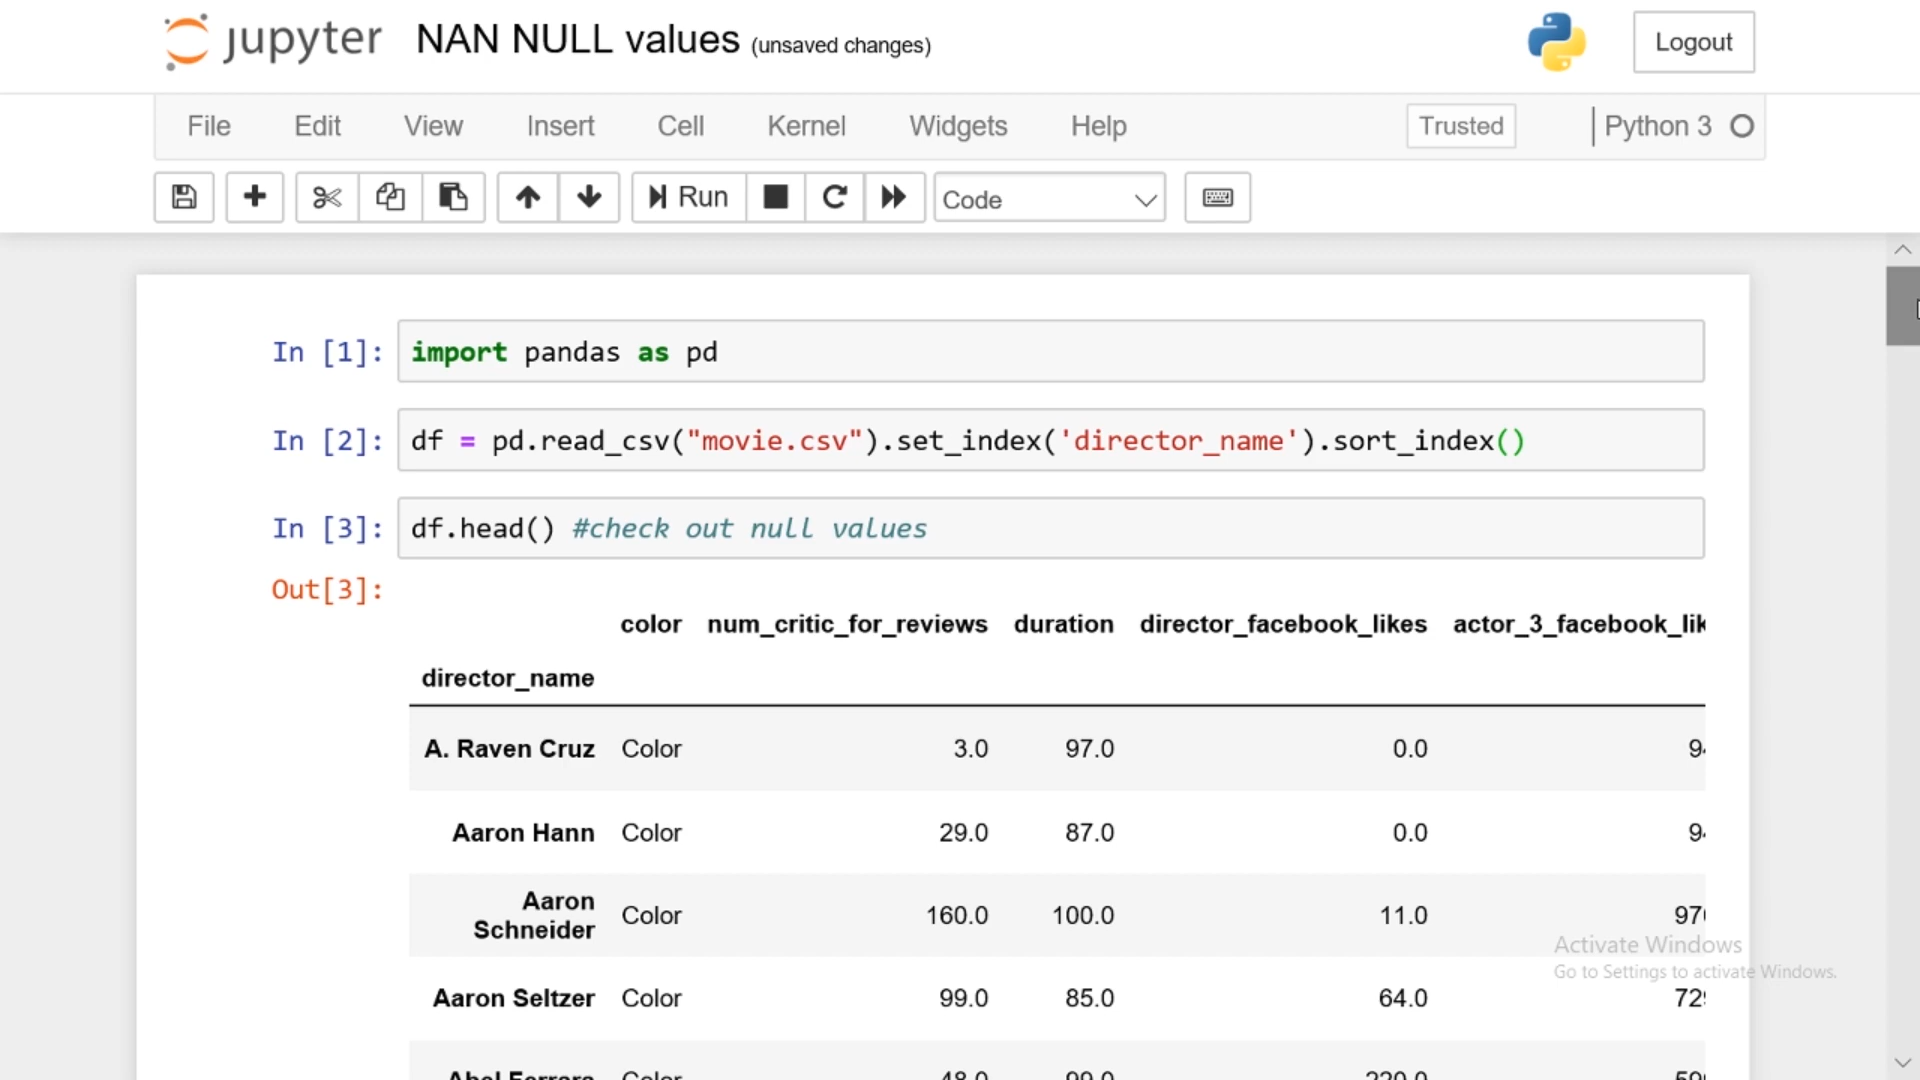 jupyter NAN NULL values (unsaved changes) Logout
File Edit View Insert Cell Kernel Widgets Help Trusted Python 3
Run Code
In [1]: import pandas as pd
In [2]: df = pd.read_csv("movie.csv").set_index('director_name').sort_index()
In [3]: df.head() #check out null values
Out[3]:
color num_critic_for_reviews duration director_facebook_likes actor_3_facebook_lik
director_name
A. Raven Cruz Color 3.0 97.0 0.0
Aaron Hann Color 29.0 87.0 0.0
Aaron
Schneider Color 160.0 100.0 11.0
Aaron Seltzer Color 99.0 85.0 64.0
Activate Windows
Go to Settings to activate Windows.